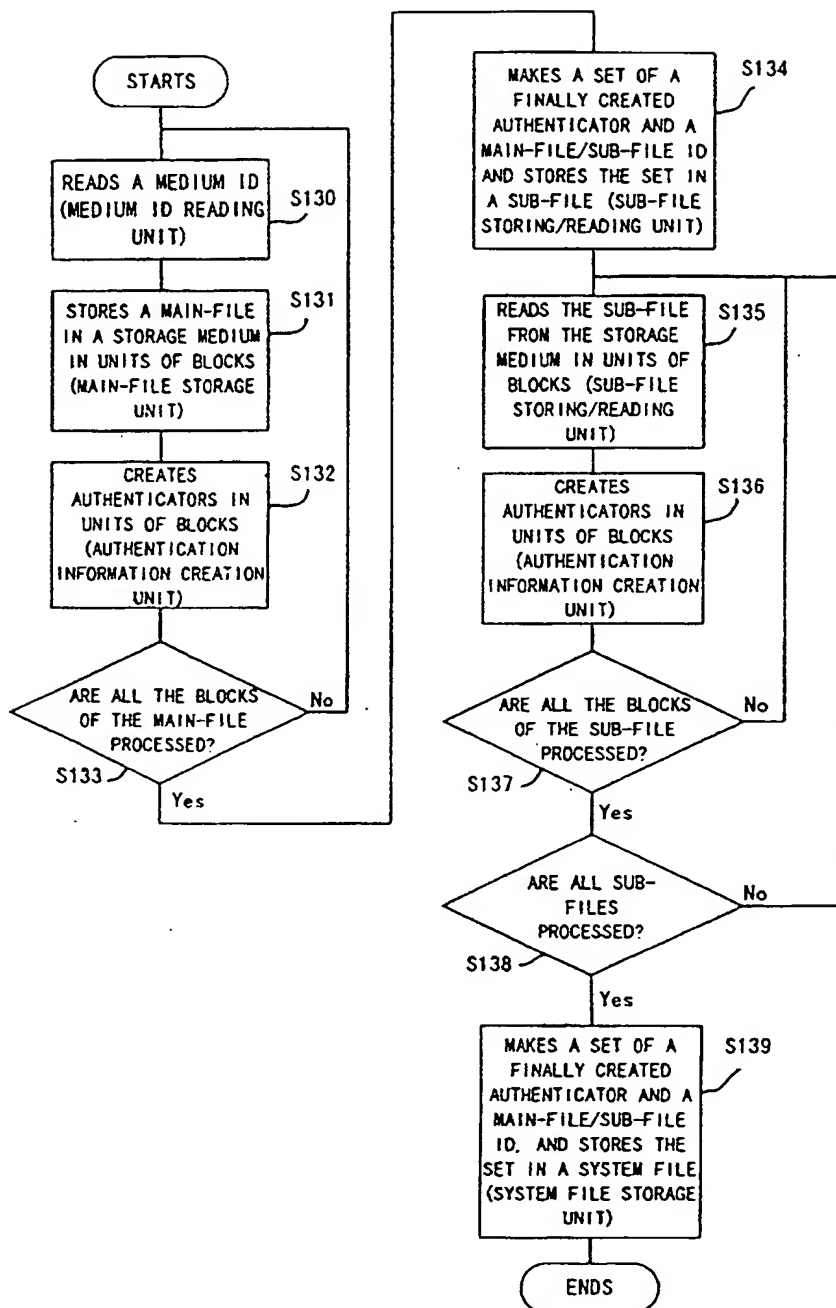 STARTS
READS A MEDIUM ID
(MEDIUM ID READING
UNIT)
S130
STORES A MAIN-FILE
IN A STORAGE MEDIUM
IN UNITS OF BLOCKS
(MAIN-FILE STORAGE
UNIT)
S131
CREATES
AUTHENTICATORS IN
UNITS OF BLOCKS
(AUTHENTICATION
INFORMATION CREATION
UNIT)
S132
ARE ALL THE BLOCKS
OF THE MAIN-FILE
PROCESSED?
No
S133
Yes
MAKES A SET OF A
FINALLY CREATED
AUTHENTICATOR AND A
MAIN-FILE/SUB-FILE ID
AND STORES THE SET IN
A SUB-FILE (SUB-FILE
STORING/READING UNIT)
S134
READS THE SUB-FILE
FROM THE STORAGE
MEDIUM IN UNITS OF
BLOCKS (SUB-FILE
STORING/READING
UNIT)
S135
CREATES
AUTHENTICATORS IN
UNITS OF BLOCKS
(AUTHENTICATION
INFORMATION CREATION
UNIT)
S136
ARE ALL THE BLOCKS
OF THE SUB-FILE
PROCESSED?
No
S137
Yes
ARE ALL SUB-
FILES
PROCESSED?
No
S138
Yes
MAKES A SET OF A
FINALLY CREATED
AUTHENTICATOR AND A
MAIN-FILE/SUB-FILE
ID, AND STORES THE
SET IN A SYSTEM FILE
(SYSTEM FILE STORAGE
UNIT)
S139
ENDS